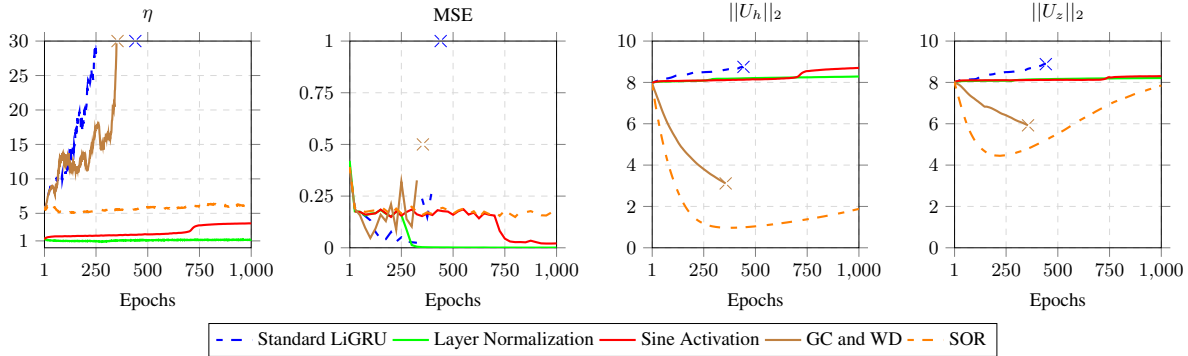 η
MSE
||U_h||_2
||U_z||_2
30
25
20
15
10
5
1
1 250 500 750 1,000
Epochs
1
0.75
0.5
0.25
0
1 250 500 750 1,000
Epochs
10
8
6
4
2
0
1 250 500 750 1,000
Epochs
10
8
6
4
2
0
1 250 500 750 1,000
Epochs
Standard LiGRU Layer Normalization Sine Activation GC and WD SOR